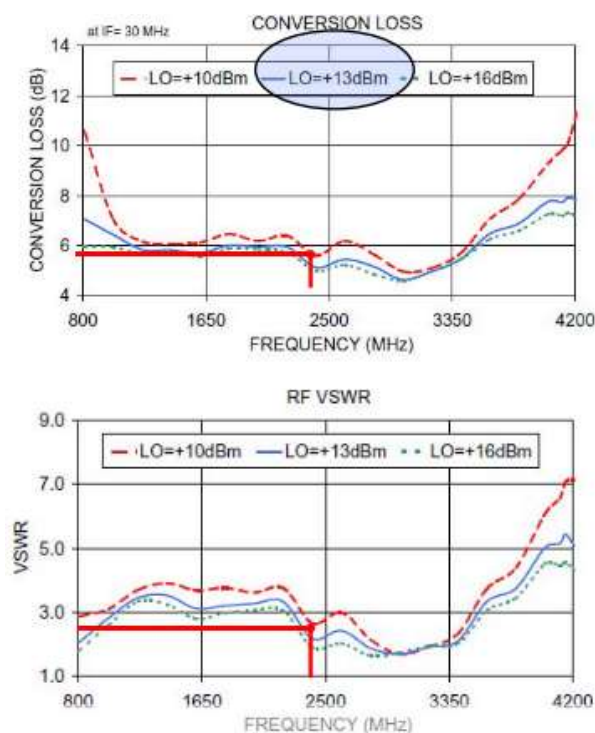 CONVERSION LOSS
at IF= 30 MHz
14
LO=+10dBm LO=+13dBm LO=+16dBm
12
10
8
6
4
CONVERSION LOSS (dB)
800 1650 2500 3350 4200
FREQUENCY (MHz)
RF VSWR
9.0
LO=+10dBm LO=+13dBm LO=+16dBm
7.0
5.0
3.0
1.0
VSWR
800 1650 2500 3350 4200
FREQUENCY (MHz)